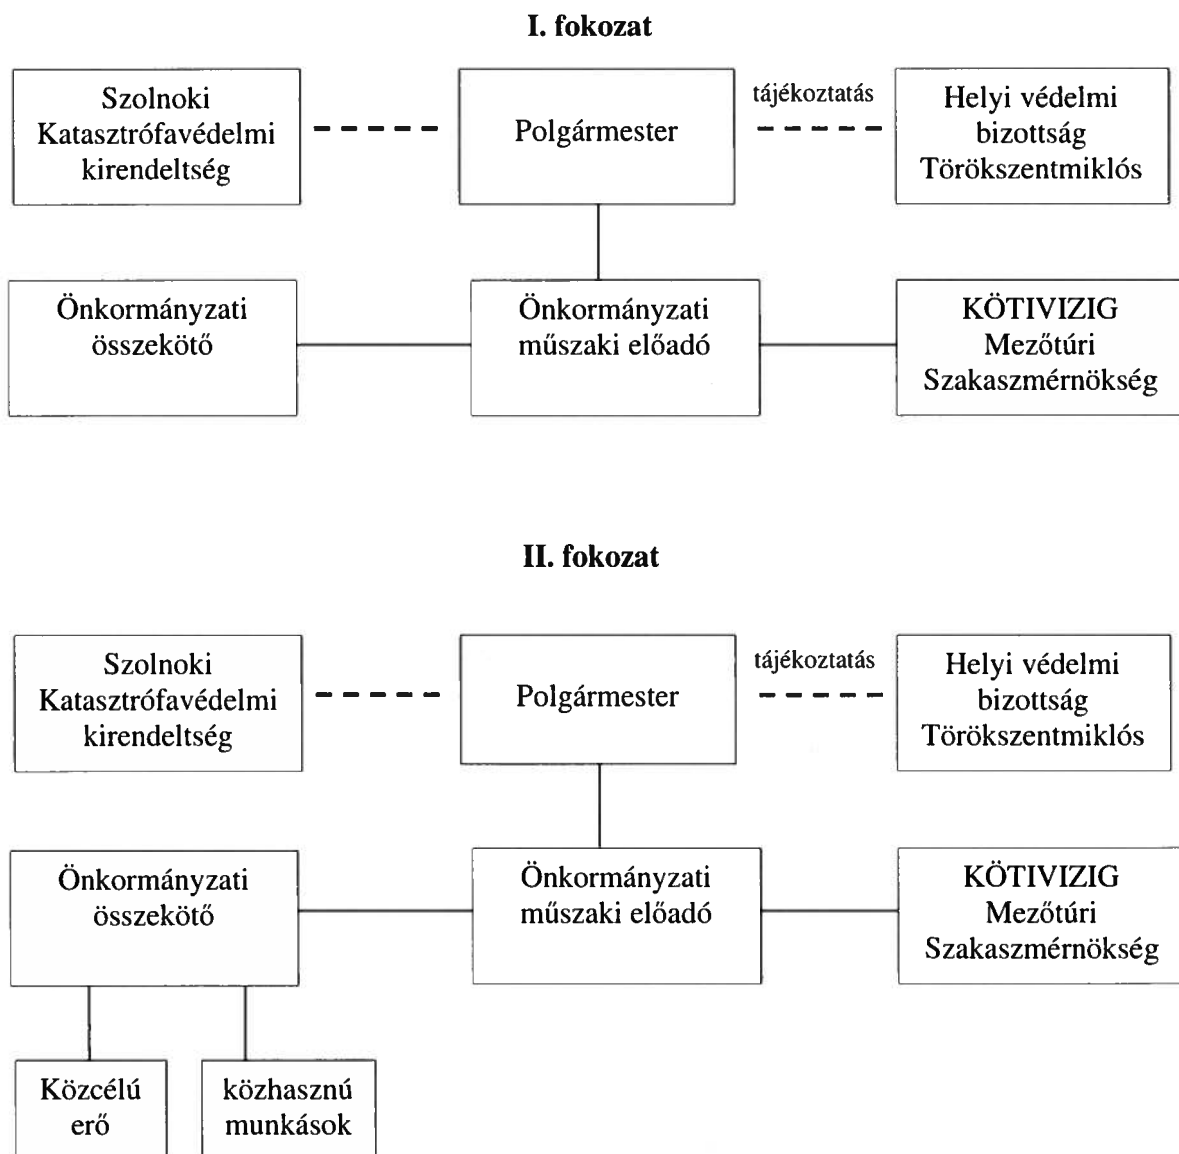 I. fokozat
Szolnoki
Katasztrófavédelmi
kirendeltség
Polgármester
tájékoztatás
Helyi védelmi
bizottság
Törökszentmiklós
Önkormányzati
összekötő
Önkormányzati
műszaki előadó
KÖTIVIZIG
Mezőtúri
Szakaszmérnökség
II. fokozat
Szolnoki
Katasztrófavédelmi
kirendeltség
Polgármester
tájékoztatás
Helyi védelmi
bizottság
Törökszentmiklós
Önkormányzati
összekötő
Önkormányzati
műszaki előadó
KÖTIVIZIG
Mezőtúri
Szakaszmérnökség
Közcélú
erő
közhasznú
munkások